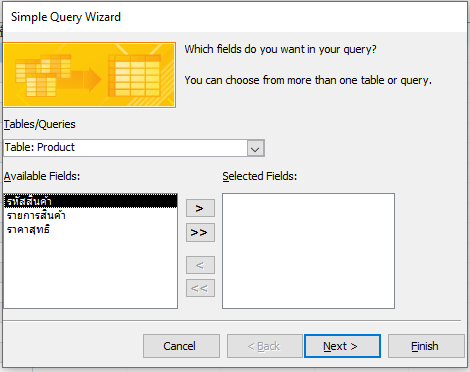 Simple Query Wizard
Which fields do you want in your query?
You can choose from more than one table or query.
Tables/Queries
Table: Product
Available Fields:
Selected Fields:
รหัสสินค้า
รายการสินค้า
ราคาสุทธิ
>
>>
<
<<
Cancel
< Back
Next >
Finish